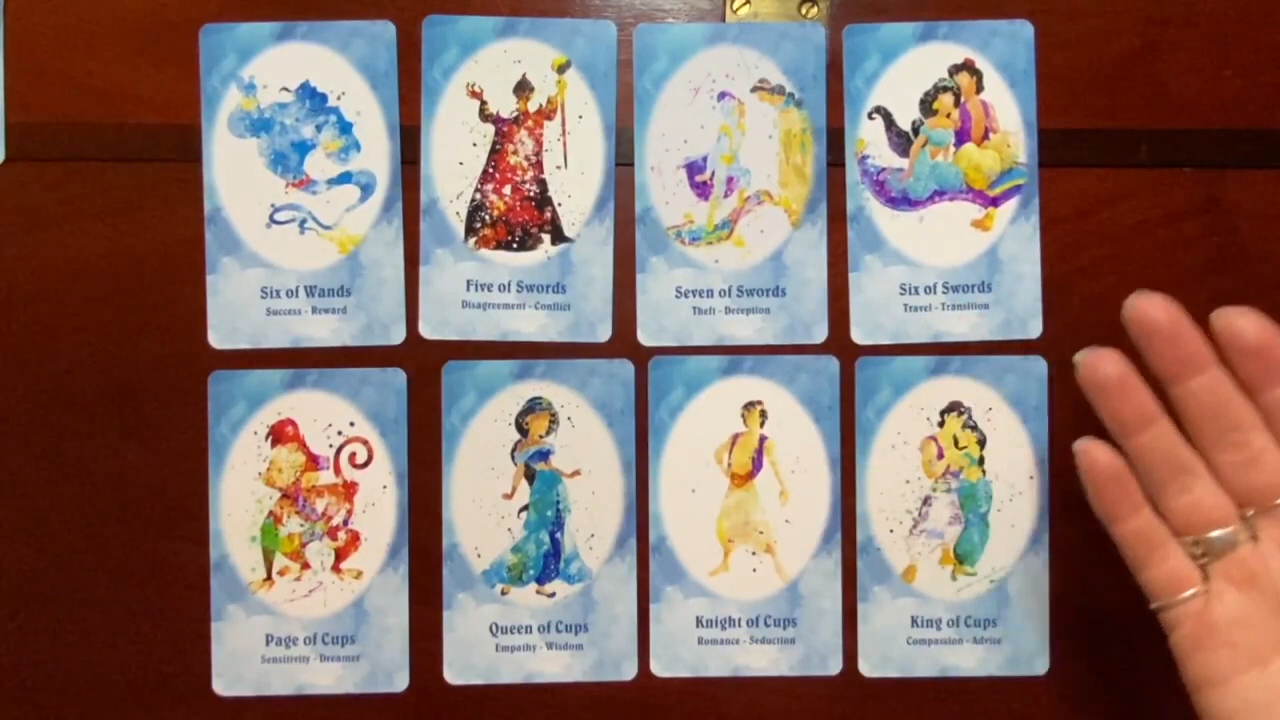 Six of Wands
Success - Reward
Five of Swords
Disagreement - Conflict
Seven of Swords
Theft - Deception
Six of Swords
Travel - Transition
Page of Cups
Sensitivity - Dreamer
Queen of Cups
Empathy - Wisdom
Knight of Cups
Romance - Seduction
King of Cups
Compassion - Advice